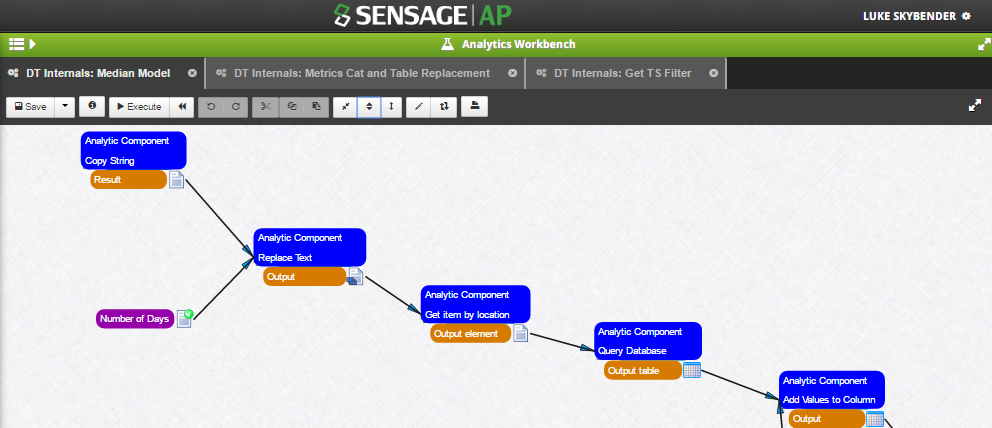 SENSAGE AP
LUKE SKYBENDER
Analytics Workbench
DT Internals: Median Model
DT Internals: Metrics Cat and Table Replacement
DT Internals: Get TS Filter
Save
Execute
Analytic Component
Copy String
Result
Analytic Component
Replace Text
Output
Number of Days
Analytic Component
Get item by location
Output element
Analytic Component
Query Database
Output table
Analytic Component
Add Values to Column
Output